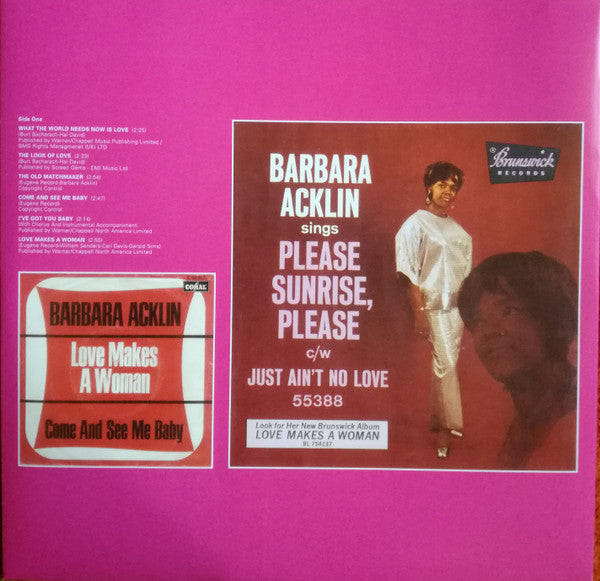 Side One
WHAT THE WORLD NEEDS NOW IS LOVE (2:25)
(Burt Bacharach-Hal David)
Published by Warner/Chappell Music Publishing Limited /
BMG Rights Managmenet (UK) LTD
THE LOOK OF LOVE (2:23)
(Burt Bacharach-Hal David)
Published by Screen Gems - EMI Music Ltd
THE OLD MATCHMAKER (2:54)
(Eugene Record-Barbara Acklin)
Copyright Control
COME AND SEE ME BABY (2:47)
(Eugene Record)
Copyright Control
I'VE GOT YOU BABY (2:14)
With Chorus And Instrumental Accompaniment
Published by Warner/Chappell North America Limited
LOVE MAKES A WOMAN (2:55)
(Eugene Record-William Sanders-Carl Davis-Gerald Sims)
Published by Warner/Chappell North America Limited
CORAL
BARBARA ACKLIN
Love Makes
A Woman
Come And See Me Baby
BARBARA
ACKLIN
sings
PLEASE
SUNRISE,
PLEASE
c/w
JUST AIN'T NO LOVE
55388
Look for Her New Brunswick Album
LOVE MAKES A WOMAN
BL 754137
Brunswick
RECORDS